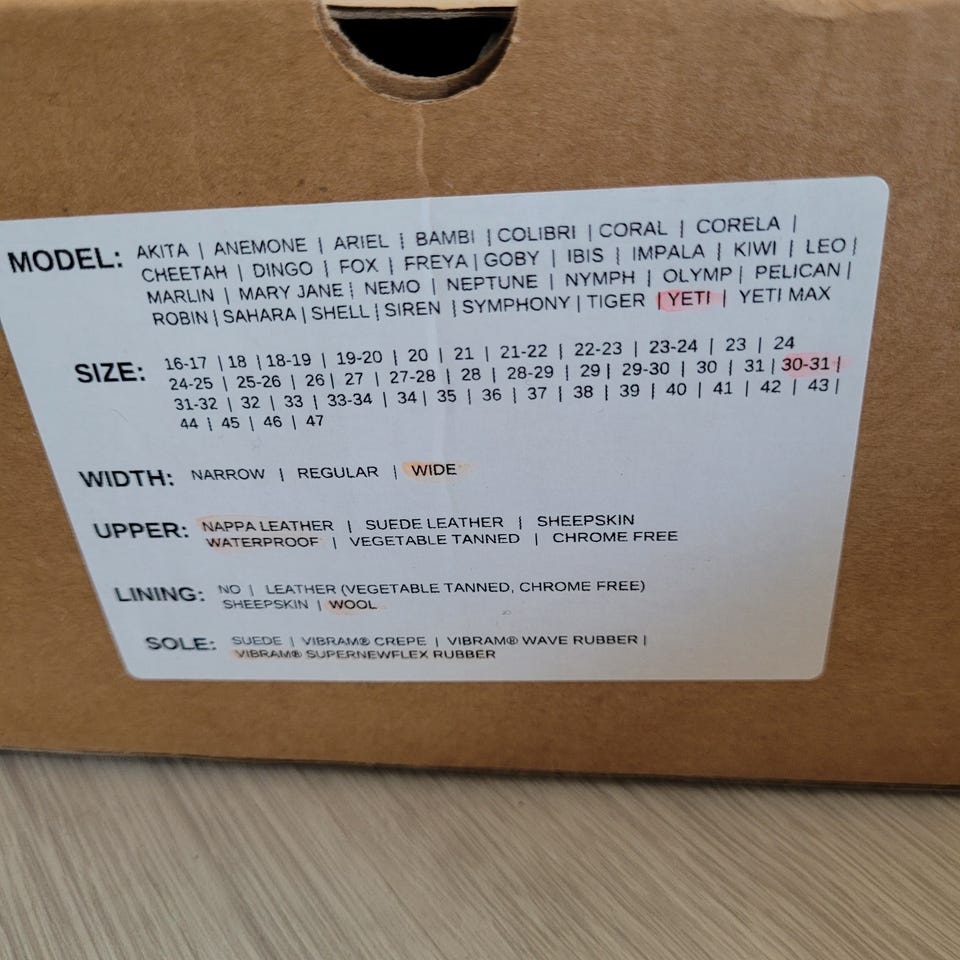 MODEL: AKITA | ANEMONE | ARIEL | BAMBI | COLIBRI | CORAL | CORELA |
CHEETAH | DINGO | FOX | FREYA | GOBY | IBIS | IMPALA | KIWI | LEO |
MARLIN | MARY JANE | NEMO | NEPTUNE | NYMPH | OLYMP | PELICAN |
ROBIN | SAHARA | SHELL | SIREN | SYMPHONY | TIGER | YETI | YETI MAX
SIZE: 16-17 | 18 | 18-19 | 19-20 | 20 | 21 | 21-22 | 22-23 | 23-24 | 23 | 24
24-25 | 25-26 | 26 | 27 | 27-28 | 28 | 28-29 | 29 | 29-30 | 30 | 31 | 30-31 |
31-32 | 32 | 33 | 33-34 | 34 | 35 | 36 | 37 | 38 | 39 | 40 | 41 | 42 | 43 |
44 | 45 | 46 | 47
WIDTH: NARROW | REGULAR | WIDE
UPPER: NAPPA LEATHER | SUEDE LEATHER | SHEEPSKIN
WATERPROOF | VEGETABLE TANNED | CHROME FREE
LINING: NO | LEATHER (VEGETABLE TANNED, CHROME FREE)
SHEEPSKIN | WOOL
SOLE: SUEDE | VIBRAM® CREPE | VIBRAM® WAVE RUBBER |
VIBRAM® SUPERNEWFLEX RUBBER